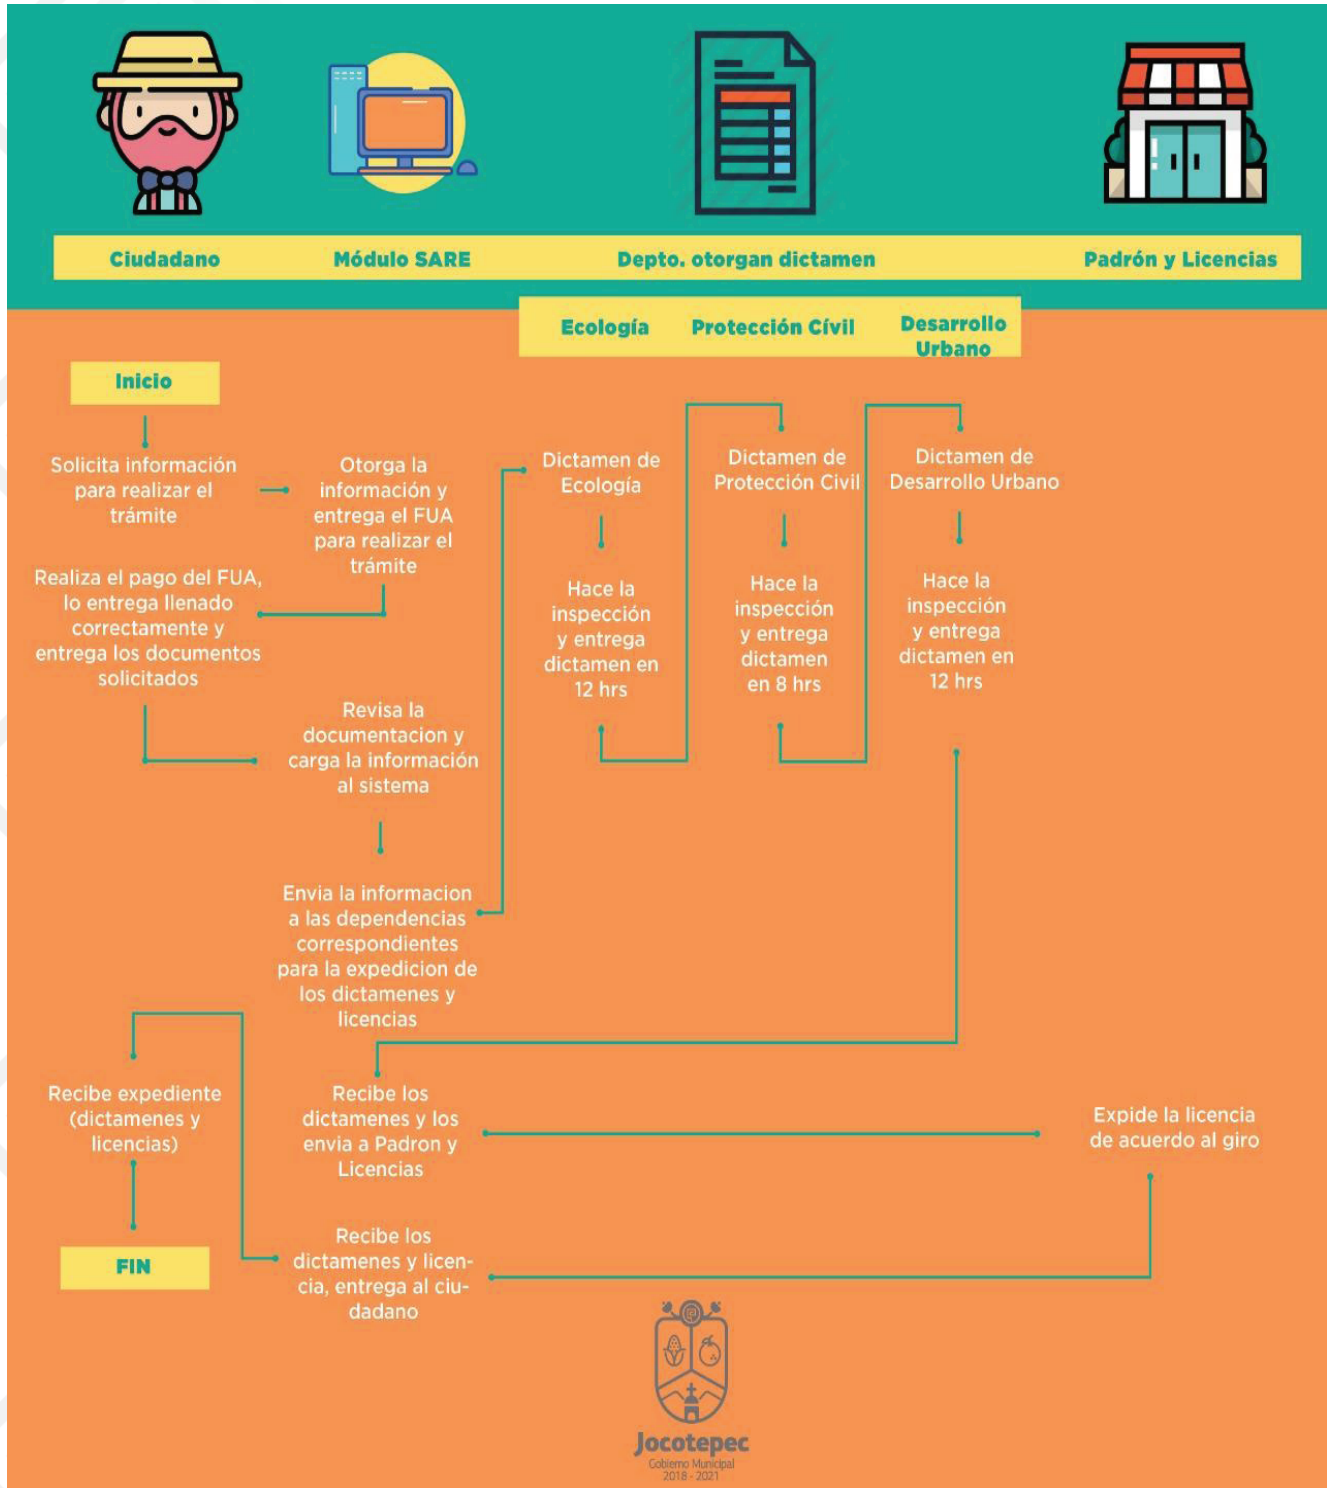 Ciudadano
Módulo SARE
Depto. otorgan dictamen
Padrón y Licencias
Ecología
Protección Cívil
Desarrollo
Urbano
Inicio
Solicita información
para realizar el
trámite
Otorga la
información y
entrega el FUA
para realizar el
trámite
Realiza el pago del FUA,
lo entrega llenado
correctamente y
entrega los documentos
solicitados
Revisa la
documentacion y
carga la información
al sistema
Envia la informacion
a las dependencias
correspondientes
para la expedicion de
los dictamenes y
licencias
Dictamen de
Ecología
Hace la
inspección
y entrega
dictamen en
12 hrs
Dictamen de
Protección Civil
Hace la
inspección
y entrega
dictamen
en 8 hrs
Dictamen de
Desarrollo Urbano
Hace la
inspección
y entrega
dictamen en
12 hrs
Recibe los
dictamenes y los
envia a Padron y
Licencias
Expide la licencia
de acuerdo al giro
Recibe los
dictamenes y licen-
cia, entrega al ciu-
dadano
Recibe expediente
(dictamenes y
licencias)
FIN
Jocotepec
Gobierno Municipal
2018 - 2021